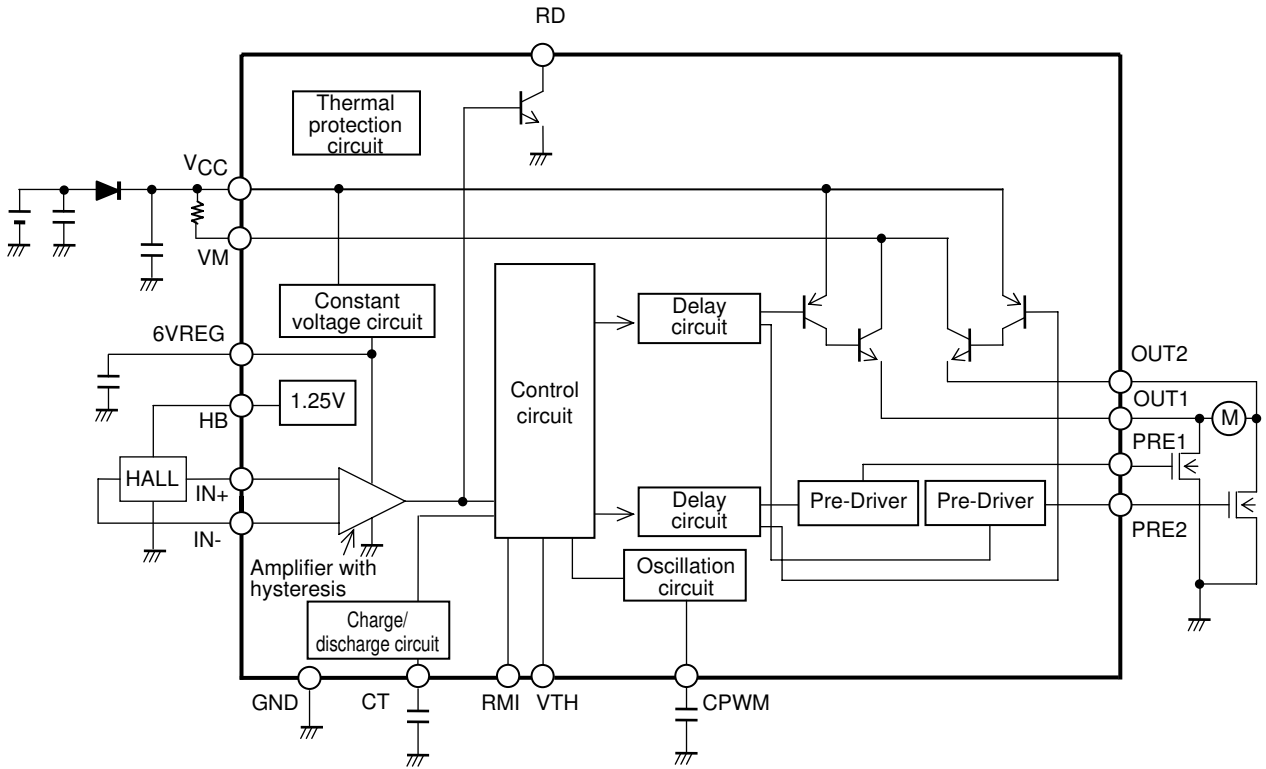 RD
Thermal
protection
circuit
VCC
VM
Constant
voltage circuit
Delay
circuit
6VREG
1.25V
HB
Control
circuit
OUT2
OUT1
M
PRE1
HALL
IN+
IN-
Delay
circuit
Pre-Driver
Pre-Driver
PRE2
Amplifier with
hysteresis
Oscillation
circuit
Charge/
discharge circuit
GND
CT
RMI
VTH
CPWM